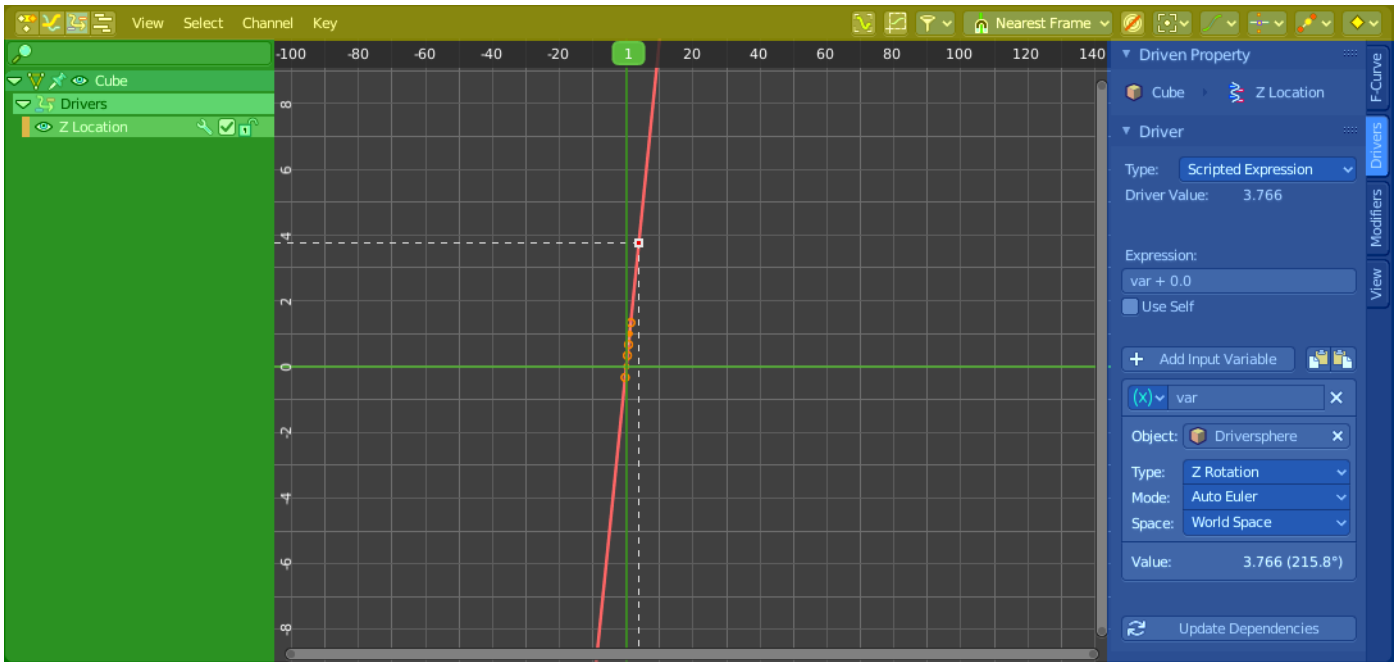 View Select Channel Key Nearest Frame
-100 -80 -60 -40 -20 1 20 40 60 80 100 120 140
Cube
Drivers
Z Location
1
8
6
4
2
0
-2
-4
-6
-8
Driven Property
Cube Z Location
Driver
Type: Scripted Expression
Driver Value: 3.766
Expression:
var + 0.0
Use Self
Add Input Variable
(x) var
Object: Driversphere
Type: Z Rotation
Mode: Auto Euler
Space: World Space
Value: 3.766 (215.8°)
Update Dependencies
F-Curve
Drivers
Modifiers
View